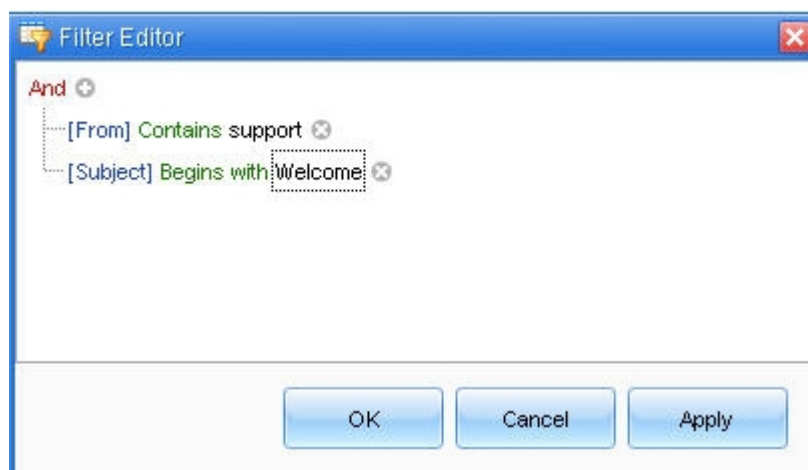 Filter Editor
And
[From] Contains support
[Subject] Begins with Welcome
OK Cancel Apply